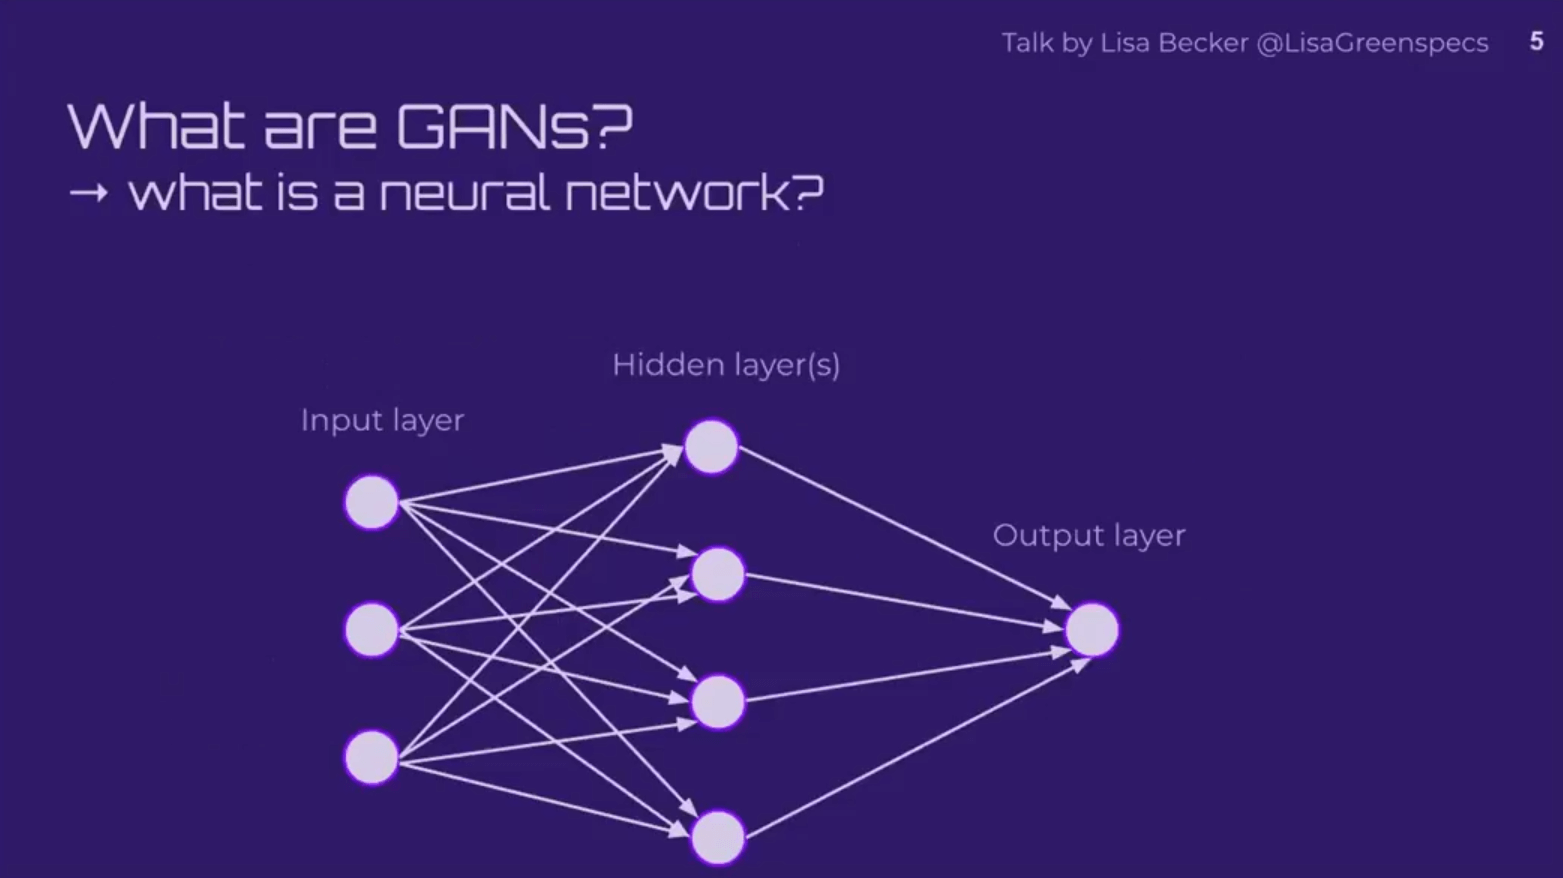 Talk by Lisa Becker @LisaGreenspecs 5
What are GANs?
→ what is a neural network?
Hidden layer(s)
Input layer
Output layer